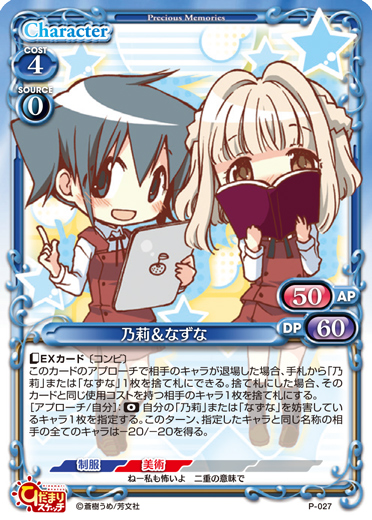 Precious Memories
Character
COST
4
SOURCE
0
50 AP
DP 60
乃莉&なずな
EXカード [コンビ]
このカードのアプローチで相手のキャラが退場した場合、手札から「乃
莉」または「なずな」1枚を捨て札にできる。捨て札にした場合、そ
のカードと同じ使用コストを持つ相手のキャラ1枚を捨て札にする。
[アプローチ/自分]:自分の「乃莉」または「なずな」を妨害してい
るキャラ1枚を指定する。このターン、指定したキャラと同じ名称の相
手の全てのキャラは-20/-20を得る。
制服 美術
ねー私も怖いよ 二重の意味で
ひだまりスケッチ
©蒼樹うめ/芳文社
P-027